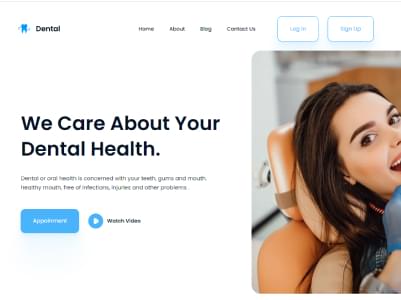 Dental
Home About Blog Contact Us Log In Sign Up
We Care About Your
Dental Health.
Dental or oral health is concerned with your teeth, gums and mouth.
healthy mouth, free of infections, injuries and other problems.
Appoinment Watch Video